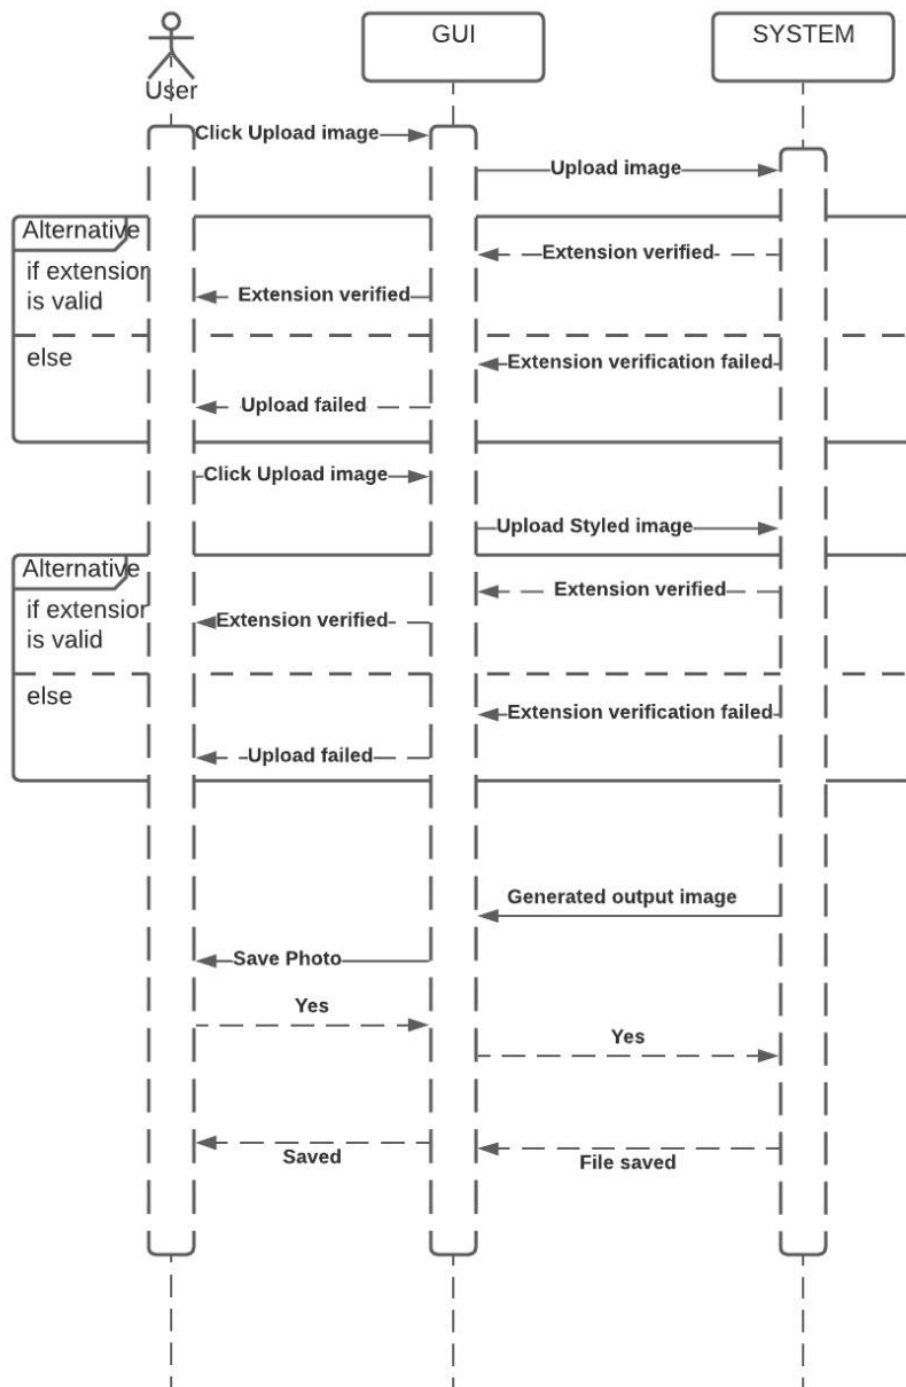 GUI
SYSTEM
User
Click Upload image
Upload image
Alternative
Extension verified
if extension
is valid
Extension verified
else
Extension verification failed
Upload failed
Click Upload image
Upload Styled image
Alternative
Extension verified
if extension
is valid
Extension verified
else
Extension verification failed
Upload failed
Generated output image
Save Photo
Yes
Yes
Saved
File saved